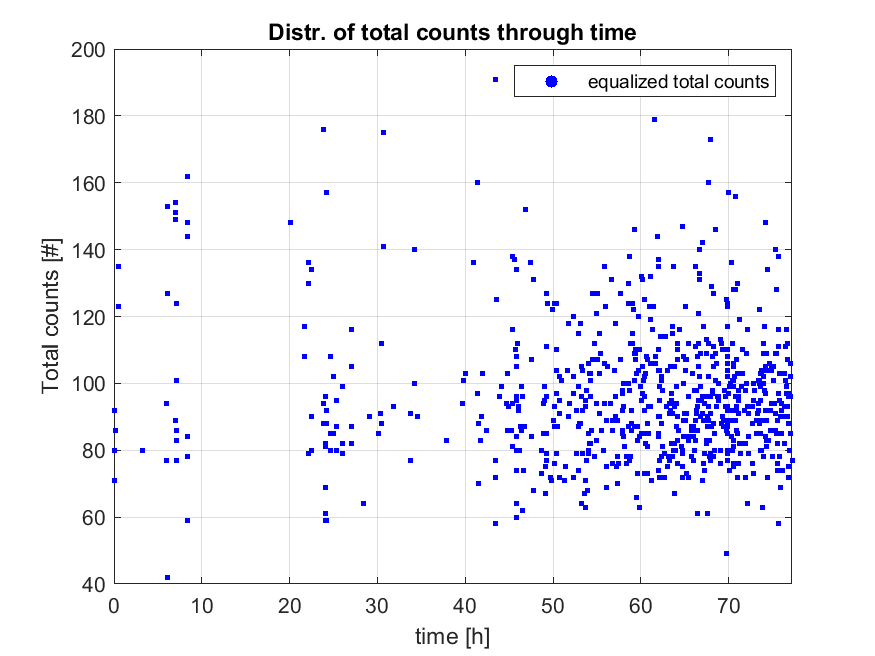 Distr. of total counts through time
equalized total counts
200
180
160
140
120
100
80
60
40
Total counts [#]
0 10 20 30 40 50 60 70
time [h]